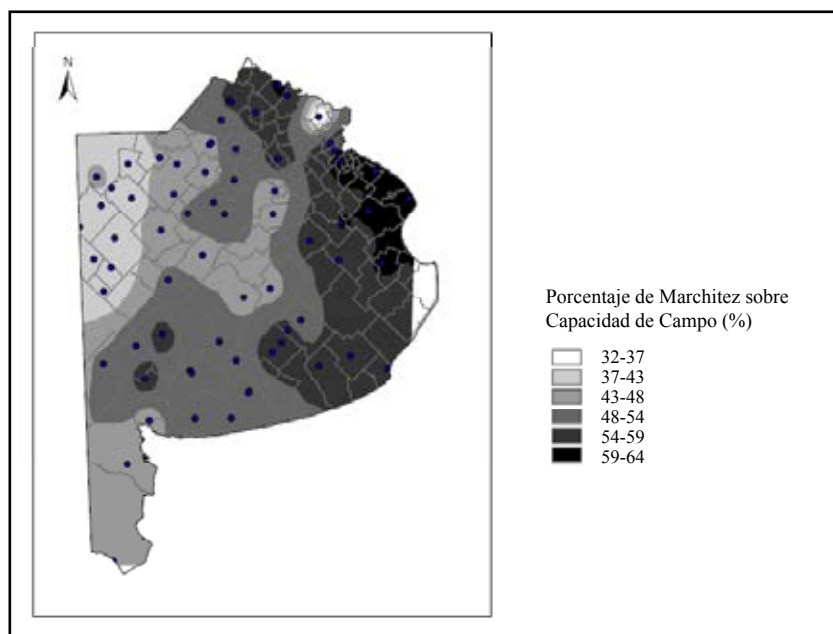 N
Porcentaje de Marchitez sobre
Capacidad de Campo (%)
32-37
37-43
43-48
48-54
54-59
59-64